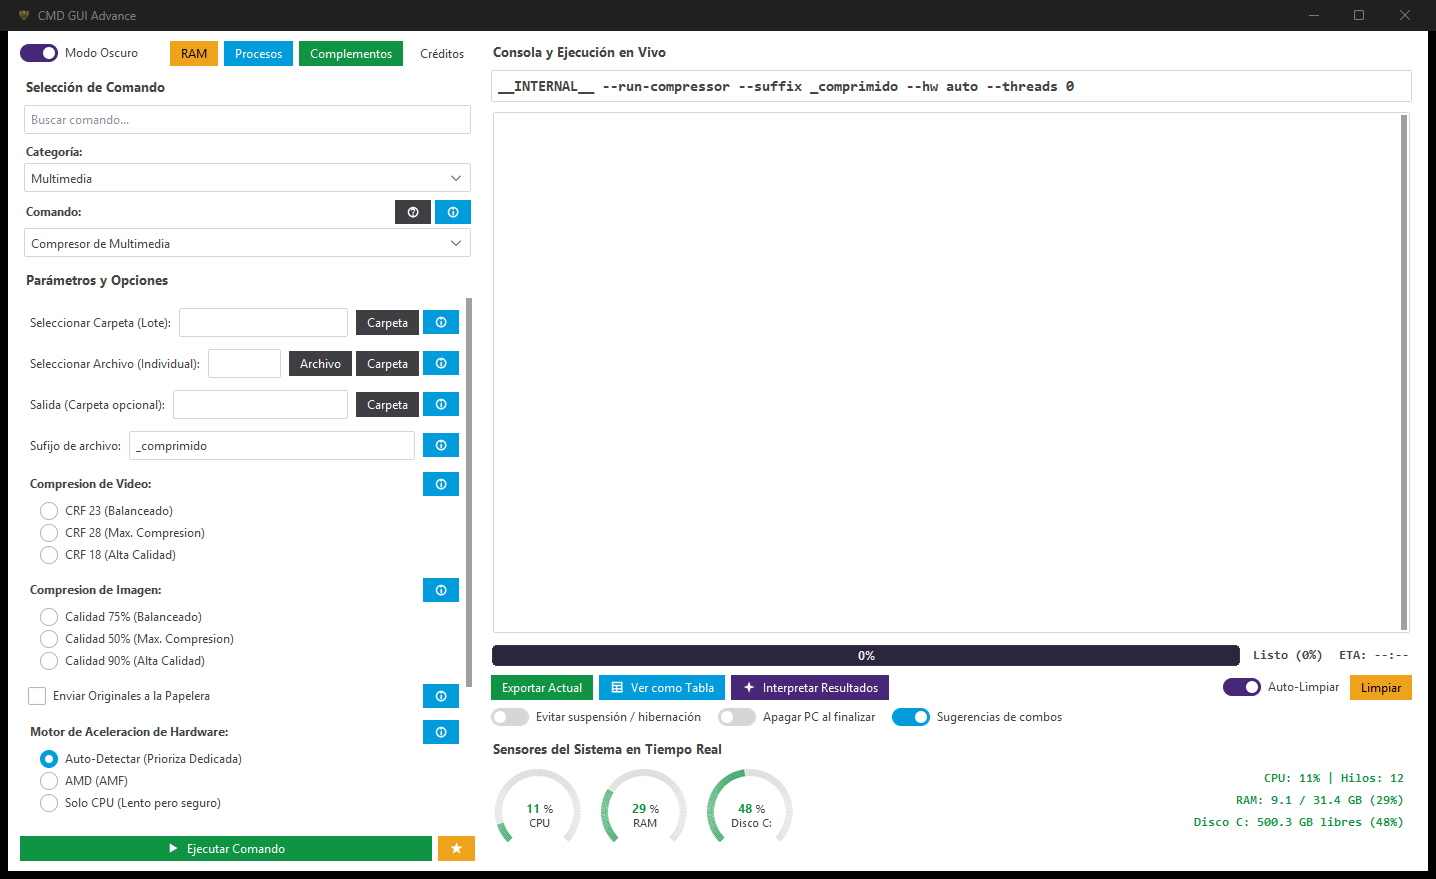 CMD GUI Advance
Modo Oscuro
RAM
Procesos
Complementos
Créditos
Selección de Comando
Buscar comando...
Categoría:
Multimedia
Comando:
Compresor de Multimedia
Parámetros y Opciones
Seleccionar Carpeta (Lote):
Carpeta
Seleccionar Archivo (Individual):
Archivo
Carpeta
Salida (Carpeta opcional):
Carpeta
Sufijo de archivo:
_comprimido
Compresion de Video:
CRF 23 (Balanceado)
CRF 28 (Max. Compresion)
CRF 18 (Alta Calidad)
Compresion de Imagen:
Calidad 75% (Balanceado)
Calidad 50% (Max. Compresion)
Calidad 90% (Alta Calidad)
Enviar Originales a la Papelera
Motor de Aceleracion de Hardware:
Auto-Detectar (Prioriza Dedicada)
AMD (AMF)
Solo CPU (Lento pero seguro)
Ejecutar Comando
Consola y Ejecución en Vivo
__INTERNAL__ --run-compressor --suffix _comprimido --hw auto --threads 0
0%
Listo (0%)
ETA: --:--
Exportar Actual
Ver como Tabla
Interpretar Resultados
Auto-Limpiar
Limpiar
Evitar suspensión / hibernación
Apagar PC al finalizar
Sugerencias de combos
Sensores del Sistema en Tiempo Real
11 %
CPU
29 %
RAM
48 %
Disco C:
CPU: 11% | Hilos: 12
RAM: 9.1 / 31.4 GB (29%)
Disco C: 500.3 GB libres (48%)